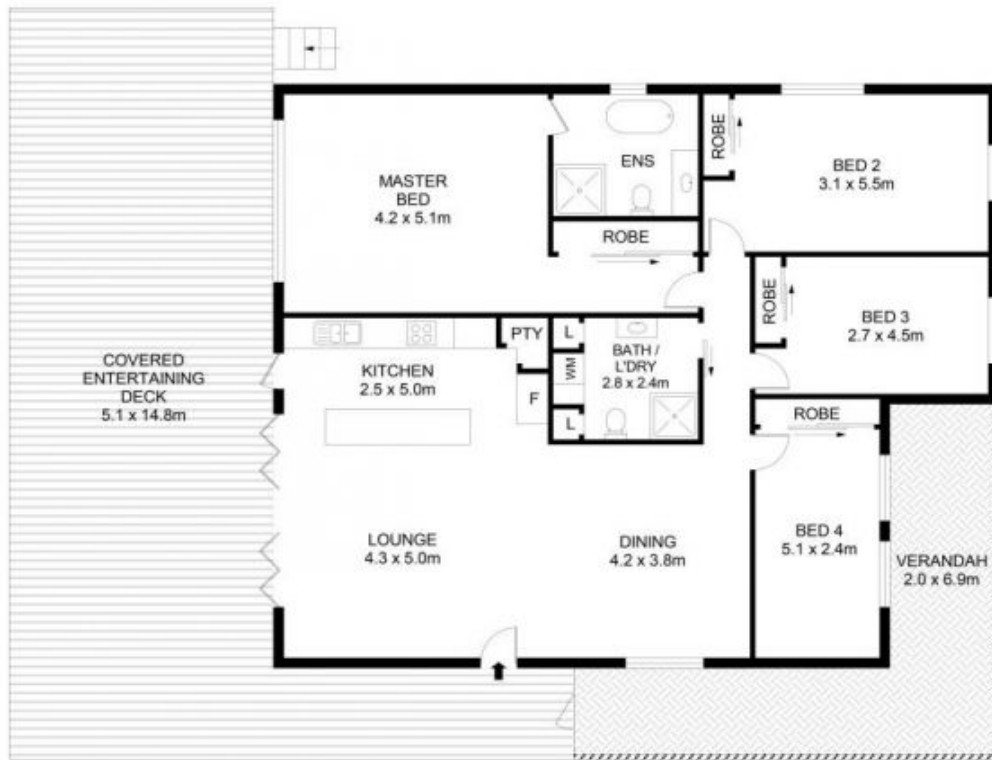 ROBE
ENS
BED 2
3.1 x 5.5m
MASTER
BED
4.2 x 5.1m
ROBE
ROBE
BED 3
2.7 x 4.5m
COVERED
ENTERTAINING
DECK
5.1 x 14.8m
KITCHEN
2.5 x 5.0m
PTY
F
L
WM
L
BATH /
L'DRY
2.8 x 2.4m
ROBE
BED 4
5.1 x 2.4m
LOUNGE
4.3 x 5.0m
DINING
4.2 x 3.8m
VERANDAH
2.0 x 6.9m